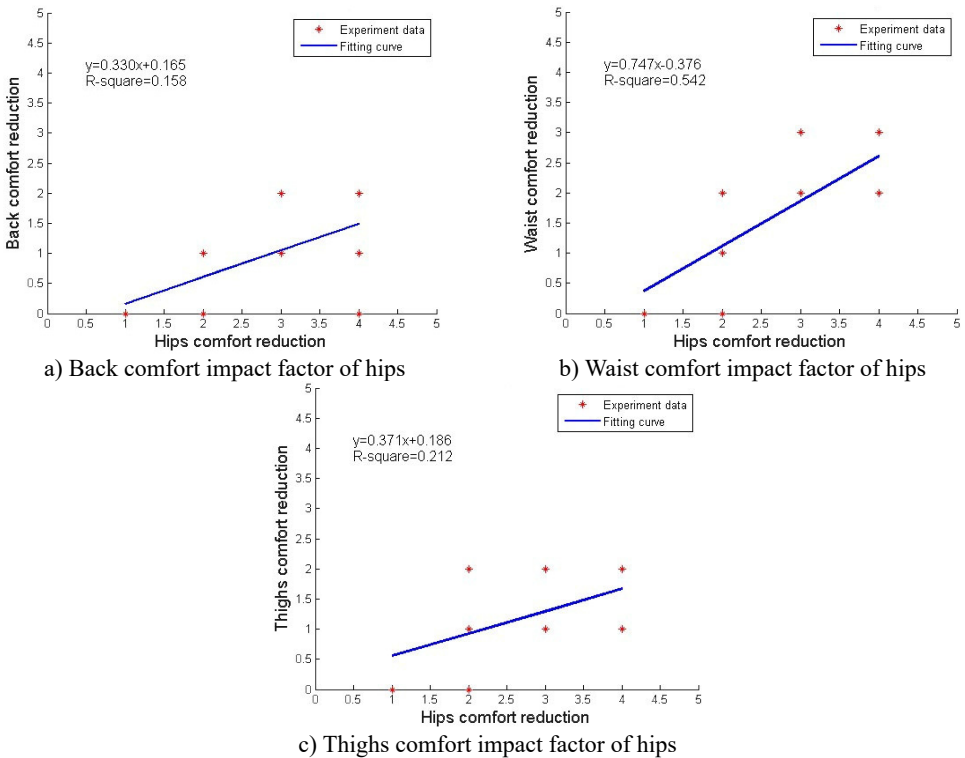 5
4.5
4
3.5
3
2.5
2
1.5
1
0.5
0
Back comfort reduction
Experiment data
Fitting curve
y=0.330x+0.165
R-square=0.158
0 0.5 1 1.5 2 2.5 3 3.5 4 4.5 5
Hips comfort reduction
a) Back comfort impact factor of hips
5
4.5
4
3.5
3
2.5
2
1.5
1
0.5
0
Waist comfort reduction
Experiment data
Fitting curve
y=0.747x-0.376
R-square=0.542
0 0.5 1 1.5 2 2.5 3 3.5 4 4.5 5
Hips comfort reduction
b) Waist comfort impact factor of hips
5
4.5
4
3.5
3
2.5
2
1.5
1
0.5
0
Thighs comfort reduction
Experiment data
Fitting curve
y=0.371x+0.186
R-square=0.212
0 0.5 1 1.5 2 2.5 3 3.5 4 4.5 5
Hips comfort reduction
c) Thighs comfort impact factor of hips